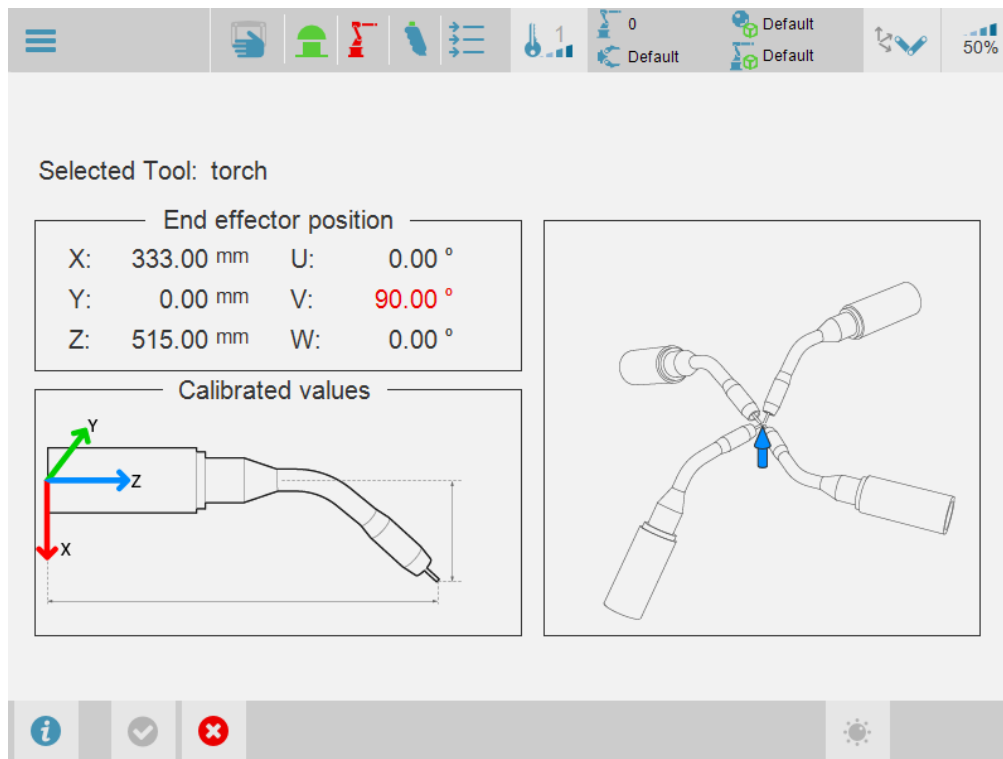 1 0 Default
Default Default
50%
Selected Tool: torch
End effector position
X: 333.00 mm U: 0.00 °
Y: 0.00 mm V: 90.00 °
Z: 515.00 mm W: 0.00 °
Calibrated values
Y
Z
X